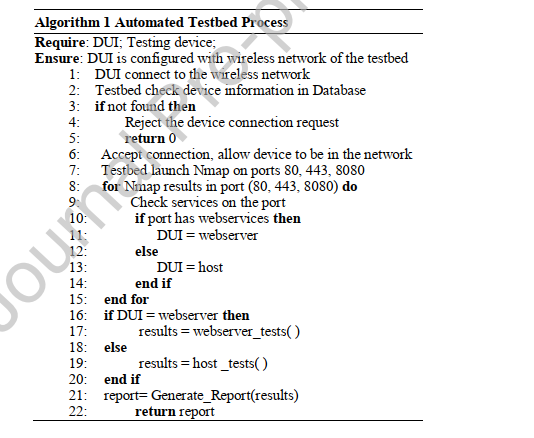 Algorithm 1 Automated Testbed Process
Require: DUI; Testing device;
Ensure: DUI is configured with wireless network of the testbed
1: DUI connect to the wireless network
2: Testbed check device information in Database
3: if not found then
4: Reject the device connection request
5: return 0
6: Accept connection, allow device to be in the network
7: Testbed launch Nmap on ports 80, 443, 8080
8: for Nmap results in port (80, 443, 8080) do
9: Check services on the port
10: if port has webservices then
11: DUI = webserver
12: else
13: DUI = host
14: end if
15: end for
16: if DUI = webserver then
17: results = webserver_tests( )
18: else
19: results = host _tests( )
20: end if
21: report= Generate_Report(results)
22: return report
Journal Pre-p